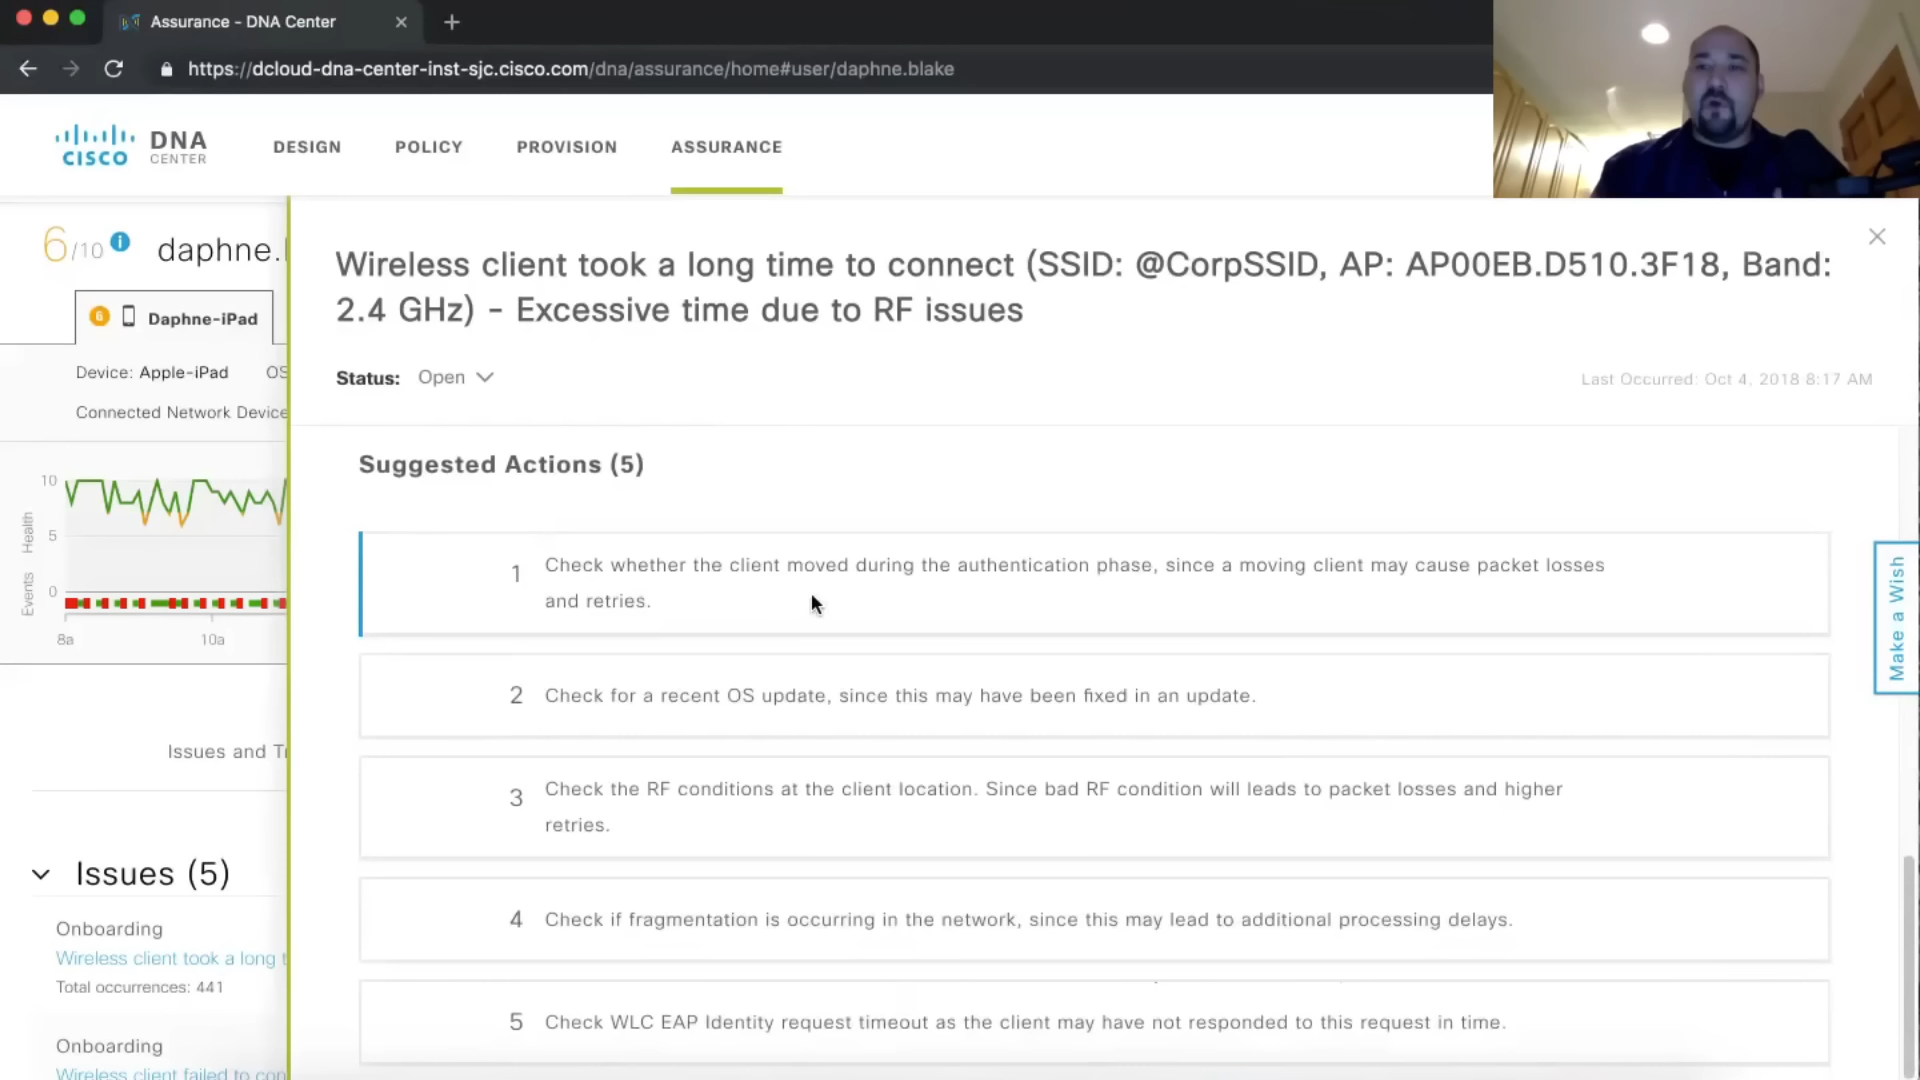 Assurance - DNA Center
https://dcloud-dna-center-inst-sjc.cisco.com/dna/assurance/home#user/daphne.blake
CISCO
DNA
CENTER
DESIGN
POLICY
PROVISION
ASSURANCE
6/10
i
daphne.
6
Daphne-iPad
Device: Apple-iPad
OS
Connected Network Device
Health
Events
10
5
0
8a
10a
Issues and T
Issues (5)
Onboarding
Wireless client took a long t
Total occurrences: 441
Onboarding
Wireless client failed to con
Wireless client took a long time to connect (SSID: @CorpSSID, AP: AP00EB.D510.3F18, Band:
2.4 GHz) - Excessive time due to RF issues
Status: Open
Last Occurred: Oct 4, 2018 8:17 AM
Suggested Actions (5)
1
Check whether the client moved during the authentication phase, since a moving client may cause packet losses
and retries.
2
Check for a recent OS update, since this may have been fixed in an update.
3
Check the RF conditions at the client location. Since bad RF condition will leads to packet losses and higher
retries.
4
Check if fragmentation is occurring in the network, since this may lead to additional processing delays.
5
Check WLC EAP Identity request timeout as the client may have not responded to this request in time.
Make a Wish